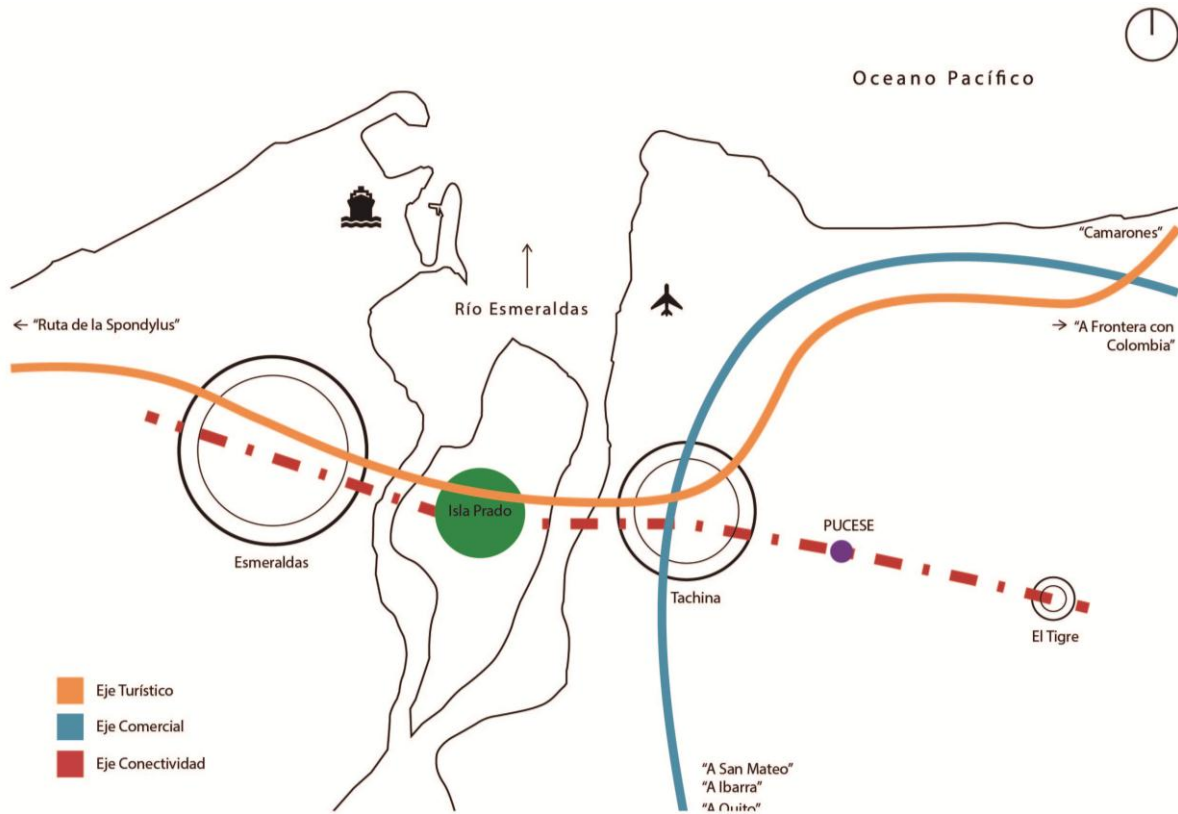 Oceano Pacífico
"Camarones"
Río Esmeraldas
← "Ruta de la Spondylus"
→ "A Frontera con
Colombia"
Isla Prado
PUCESE
Esmeraldas
Tachina
El Tigre
Eje Turístico
Eje Comercial
Eje Conectividad
"A San Mateo"
"A Ibarra"
"A Quito"